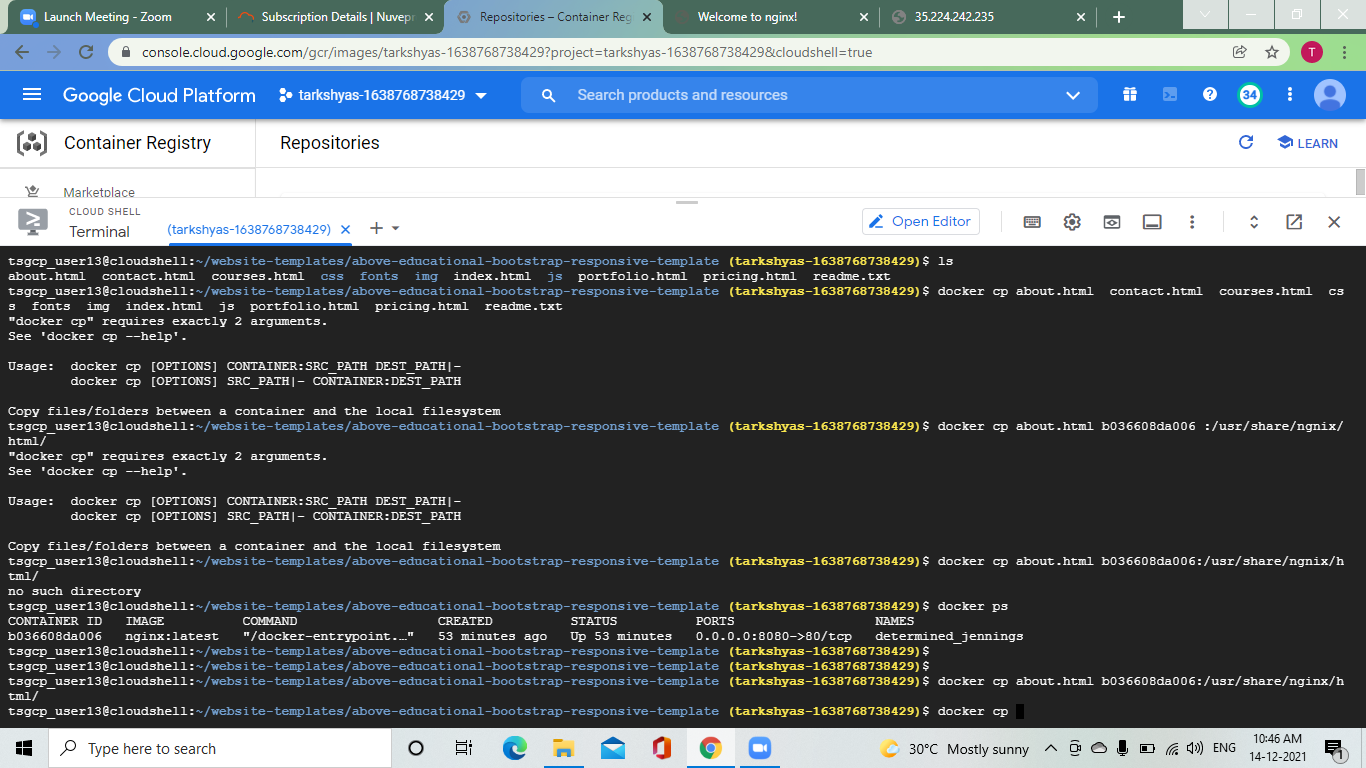 Launch Meeting - Zoom
Subscription Details | Nuvepr
Repositories – Container Reg
Welcome to nginx!
35.224.242.235
console.cloud.google.com/gcr/images/tarkshyas-1638768738429?project=tarkshyas-1638768738429&cloudshell=true
T
Google Cloud Platform
tarkshyas-1638768738429
Search products and resources
34
Container Registry
Repositories
LEARN
Marketplace
CLOUD SHELL
Terminal
(tarkshyas-1638768738429)
Open Editor
tsgcp_user13@cloudshell:~/website-templates/above-educational-bootstrap-responsive-template (tarkshyas-1638768738429)$ ls
about.html contact.html courses.html css fonts img index.html js portfolio.html pricing.html readme.txt
tsgcp_user13@cloudshell:~/website-templates/above-educational-bootstrap-responsive-template (tarkshyas-1638768738429)$ docker cp about.html contact.html courses.html cs
s fonts img index.html js portfolio.html pricing.html readme.txt
"docker cp" requires exactly 2 arguments.
See 'docker cp --help'.
Usage: docker cp [OPTIONS] CONTAINER:SRC_PATH DEST_PATH|-
docker cp [OPTIONS] SRC_PATH|- CONTAINER:DEST_PATH
Copy files/folders between a container and the local filesystem
tsgcp_user13@cloudshell:~/website-templates/above-educational-bootstrap-responsive-template (tarkshyas-1638768738429)$ docker cp about.html b036608da006 :/usr/share/ngnix/
html/
"docker cp" requires exactly 2 arguments.
See 'docker cp --help'.
Usage: docker cp [OPTIONS] CONTAINER:SRC_PATH DEST_PATH|-
docker cp [OPTIONS] SRC_PATH|- CONTAINER:DEST_PATH
Copy files/folders between a container and the local filesystem
tsgcp_user13@cloudshell:~/website-templates/above-educational-bootstrap-responsive-template (tarkshyas-1638768738429)$ docker cp about.html b036608da006:/usr/share/ngnix/h
tml/
no such directory
tsgcp_user13@cloudshell:~/website-templates/above-educational-bootstrap-responsive-template (tarkshyas-1638768738429)$ docker ps
CONTAINER ID IMAGE COMMAND CREATED STATUS PORTS NAMES
b036608da006 nginx:latest "/docker-entrypoint.…" 53 minutes ago Up 53 minutes 0.0.0.0:8080->80/tcp determined_jennings
tsgcp_user13@cloudshell:~/website-templates/above-educational-bootstrap-responsive-template (tarkshyas-1638768738429)$
tsgcp_user13@cloudshell:~/website-templates/above-educational-bootstrap-responsive-template (tarkshyas-1638768738429)$
tsgcp_user13@cloudshell:~/website-templates/above-educational-bootstrap-responsive-template (tarkshyas-1638768738429)$ docker cp about.html b036608da006:/usr/share/nginx/h
tml/
tsgcp_user13@cloudshell:~/website-templates/above-educational-bootstrap-responsive-template (tarkshyas-1638768738429)$ docker cp
Type here to search
30°C Mostly sunny
ENG
10:46 AM
14-12-2021
1